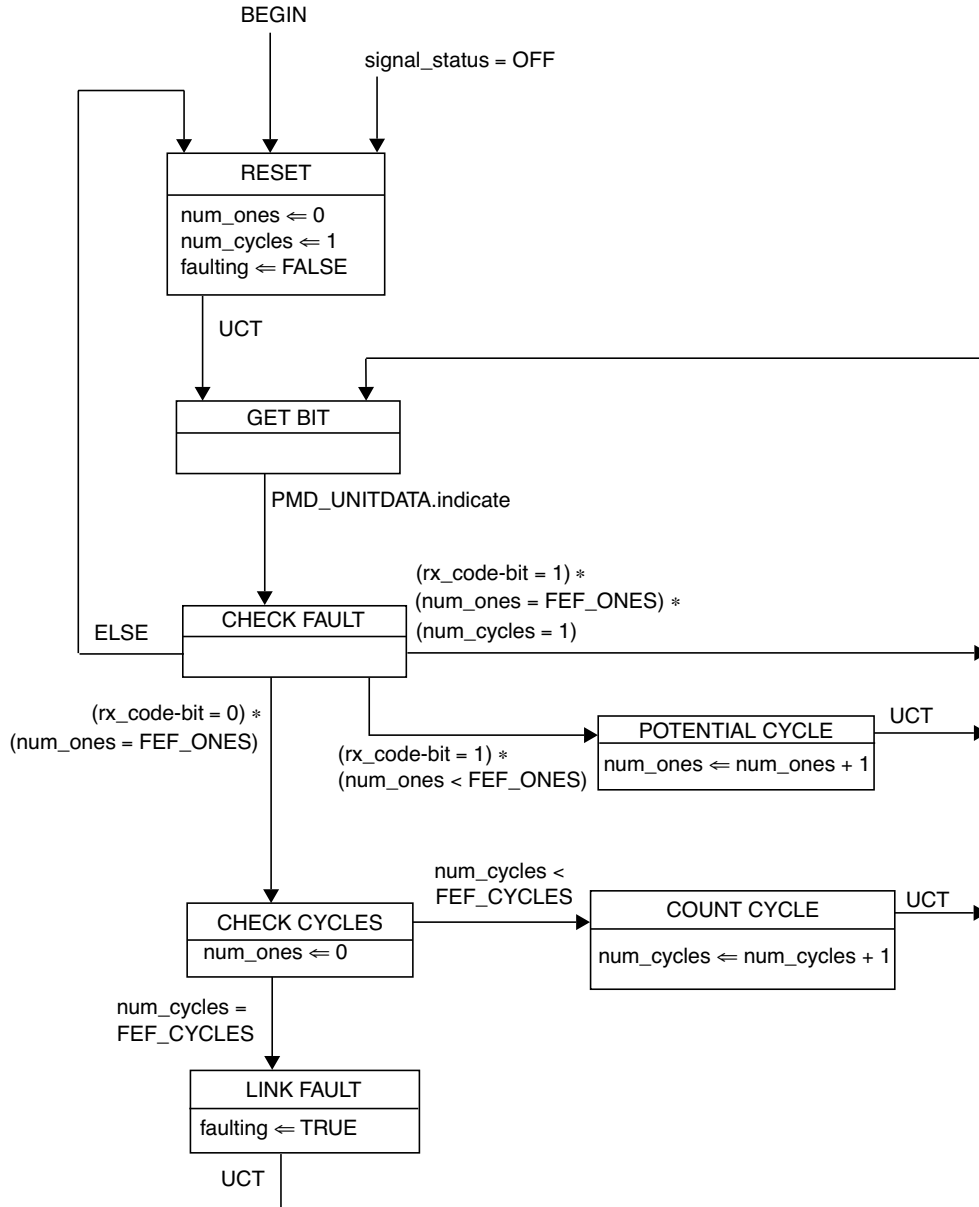 BEGIN
signal_status = OFF
RESET
num_ones ⇐ 0
num_cycles ⇐ 1
faulting ⇐ FALSE
UCT
GET BIT
PMD_UNITDATA.indicate
(rx_code-bit = 1) *
(num_ones = FEF_ONES) *
(num_cycles = 1)
CHECK FAULT
ELSE
(rx_code-bit = 0) *
(num_ones = FEF_ONES)
(rx_code-bit = 1) *
(num_ones < FEF_ONES)
POTENTIAL CYCLE
num_ones ⇐ num_ones + 1
UCT
num_cycles <
FEF_CYCLES
CHECK CYCLES
num_ones ⇐ 0
COUNT CYCLE
num_cycles ⇐ num_cycles + 1
UCT
num_cycles =
FEF_CYCLES
LINK FAULT
faulting ⇐ TRUE
UCT